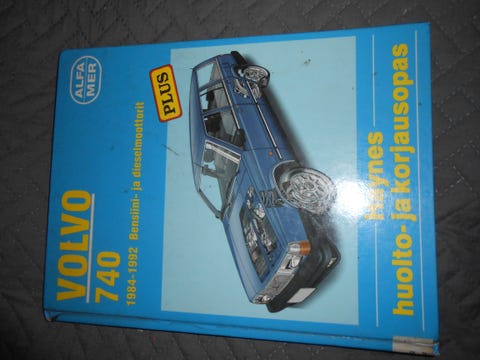 ALFA
MER
VOLVO
740
1984-1992 Bensiini- ja dieselmoottorit
PLUS
Haynes
huolto- ja korjausopas